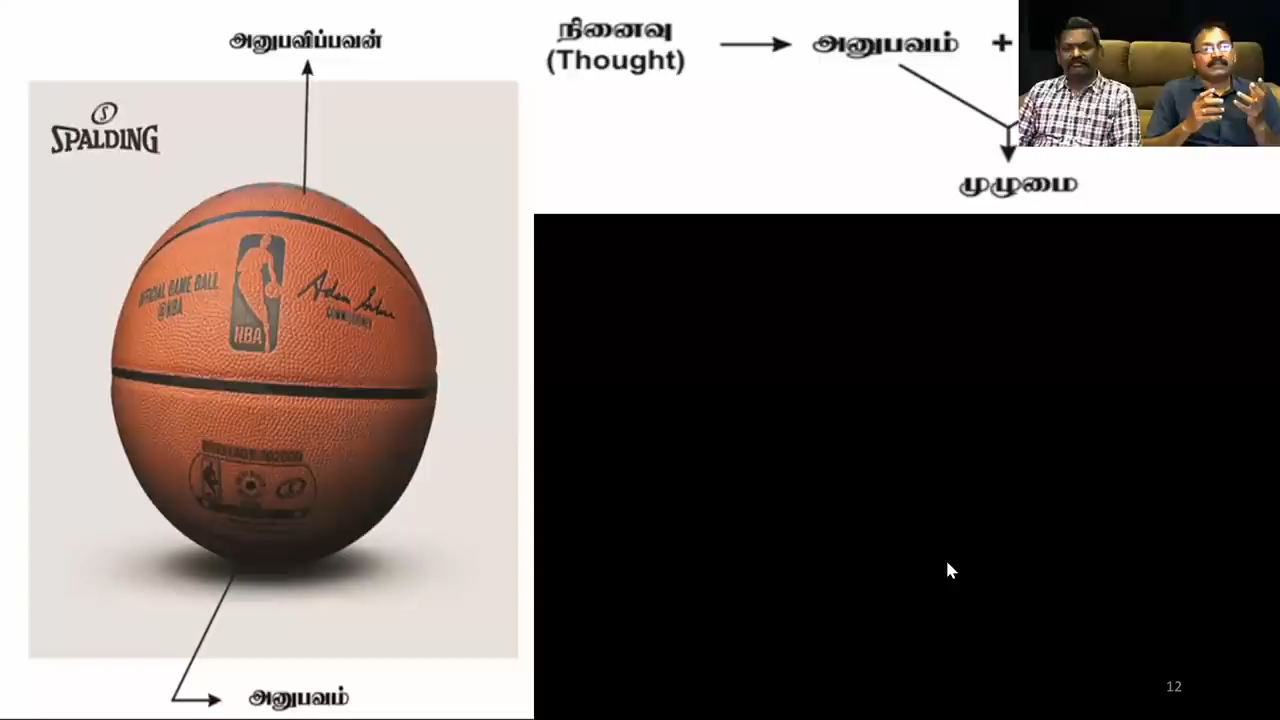 அனுபவிப்பவன்
நினைவு
(Thought)
அனுபவம் +
முழுமை
SPALDING
OFFICIAL GAME BALL
NBA
அனுபவம்
12